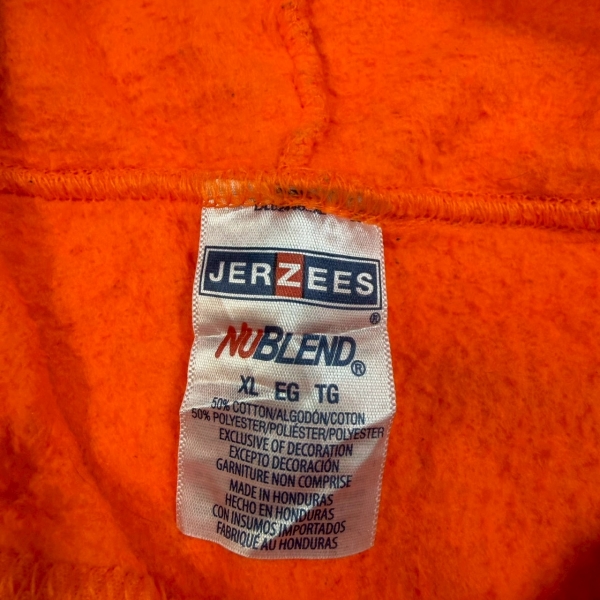 JERZEES
®
NUBLEND®
XL EG TG
50% COTTON/ALGODÓN/COTON
50% POLYESTER/POLIÉSTER/POLYESTER
EXCLUSIVE OF DECORATION
EXCEPTO DECORACIÓN
GARNITURE NON COMPRISE
MADE IN HONDURAS
HECHO EN HONDURAS
CON INSUMOS IMPORTADOS
FABRIQUÉ AU HONDURAS